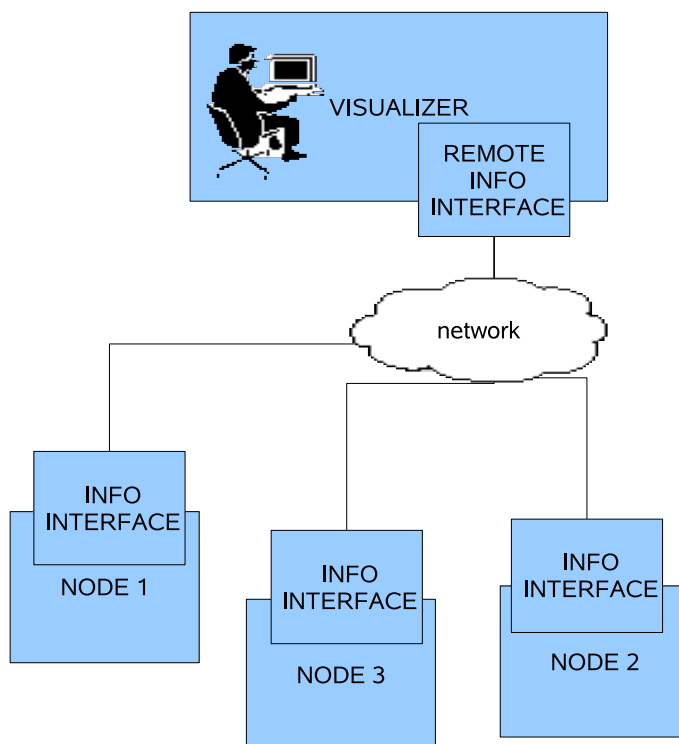 VISUALIZER
REMOTE
INFO
INTERFACE
network
INFO
INTERFACE
NODE 1
INFO
INTERFACE
NODE 3
INFO
INTERFACE
NODE 2